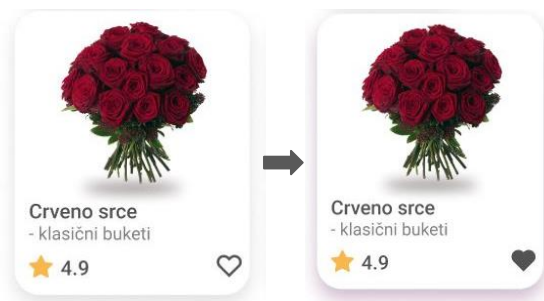 Crveno srce
- klasični buketi
4.9
Crveno srce
- klasični buketi
4.9